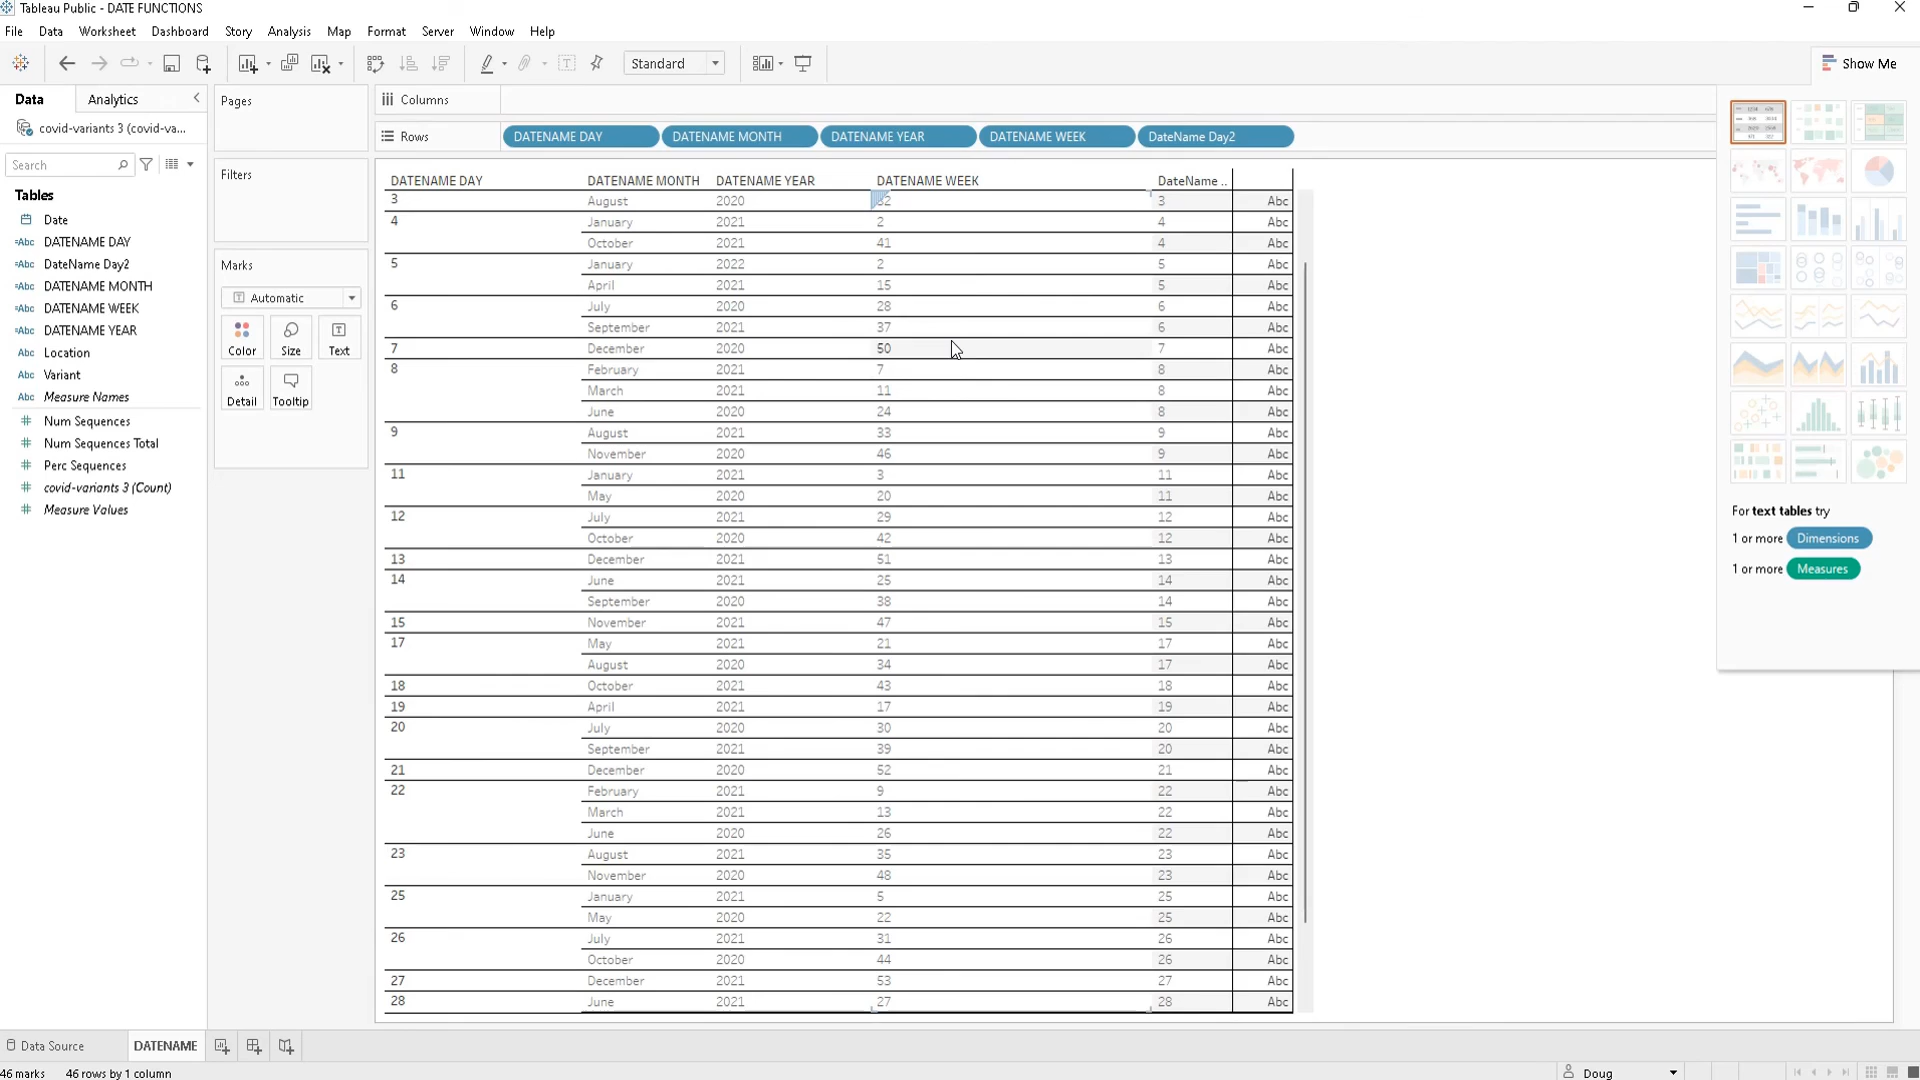 Tableau Public - DATE FUNCTIONS
File Data Worksheet Dashboard Story Analysis Map Format Server Window Help
Standard
Show Me
Data Analytics
Pages
Columns
covid-variants 3 (covid-va...
Rows DATENAME DAY DATENAME MONTH DATENAME YEAR DATENAME WEEK DateName Day2
Search
Filters
Tables
Date
Abc DATENAME DAY
Abc DateName Day2
Abc DATENAME MONTH
Abc DATENAME WEEK
Abc DATENAME YEAR
Abc Location
Abc Variant
Abc Measure Names
Num Sequences
Num Sequences Total
Perc Sequences
covid-variants 3 (Count)
Measure Values
Marks
Automatic
Color Size Text
Detail Tooltip
DATENAME DAY DATENAME MONTH DATENAME YEAR DATENAME WEEK DateName ..
3 August 2020 32 3 Abc
4 January 2021 2 4 Abc
October 2021 41 4 Abc
5 January 2022 2 5 Abc
April 2021 15 5 Abc
6 July 2020 28 6 Abc
September 2021 37 6 Abc
7 December 2020 50 7 Abc
8 February 2021 7 8 Abc
March 2021 11 8 Abc
June 2020 24 8 Abc
9 August 2021 33 9 Abc
November 2020 46 9 Abc
11 January 2021 3 11 Abc
May 2020 20 11 Abc
12 July 2021 29 12 Abc
October 2020 42 12 Abc
13 December 2021 51 13 Abc
14 June 2021 25 14 Abc
September 2020 38 14 Abc
15 November 2021 47 15 Abc
17 May 2021 21 17 Abc
August 2020 34 17 Abc
18 October 2021 43 18 Abc
19 April 2021 17 19 Abc
20 July 2020 30 20 Abc
September 2021 39 20 Abc
21 December 2020 52 21 Abc
22 February 2021 9 22 Abc
March 2021 13 22 Abc
June 2020 26 22 Abc
23 August 2021 35 23 Abc
November 2020 48 23 Abc
25 January 2021 5 25 Abc
May 2020 22 25 Abc
26 July 2021 31 26 Abc
October 2020 44 26 Abc
27 December 2021 53 27 Abc
28 June 2021 27 28 Abc
For text tables try
1 or more Dimensions
1 or more Measures
Data Source DATENAME
46 marks 46 rows by 1 column
Doug